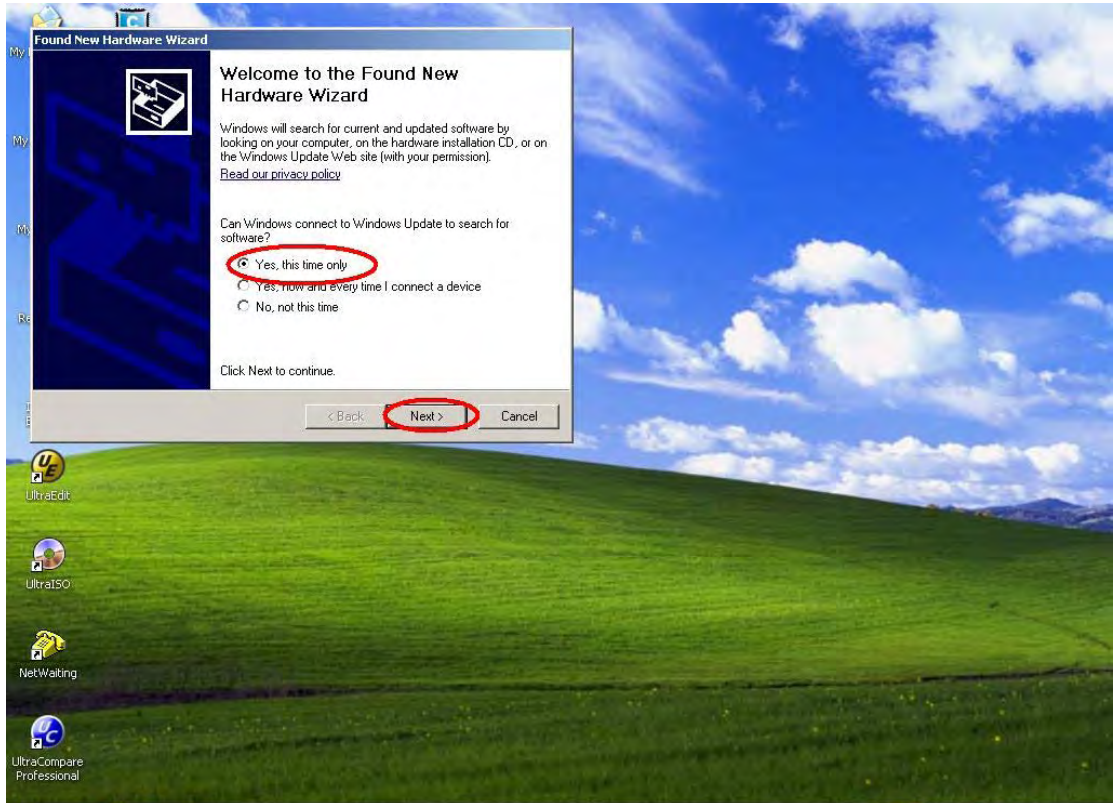 Found New Hardware Wizard
Welcome to the Found New
Hardware Wizard
Windows will search for current and updated software by
looking on your computer, on the hardware installation CD, or on
the Windows Update Web site (with your permission).
Read our privacy policy
Can Windows connect to Windows Update to search for
software?
Yes, this time only
Yes, now and every time I connect a device
No, not this time
Click Next to continue.
< Back
Next >
Cancel
My
My
UltraEdit
UltraISO
NetWaiting
UltraCompare
Professional